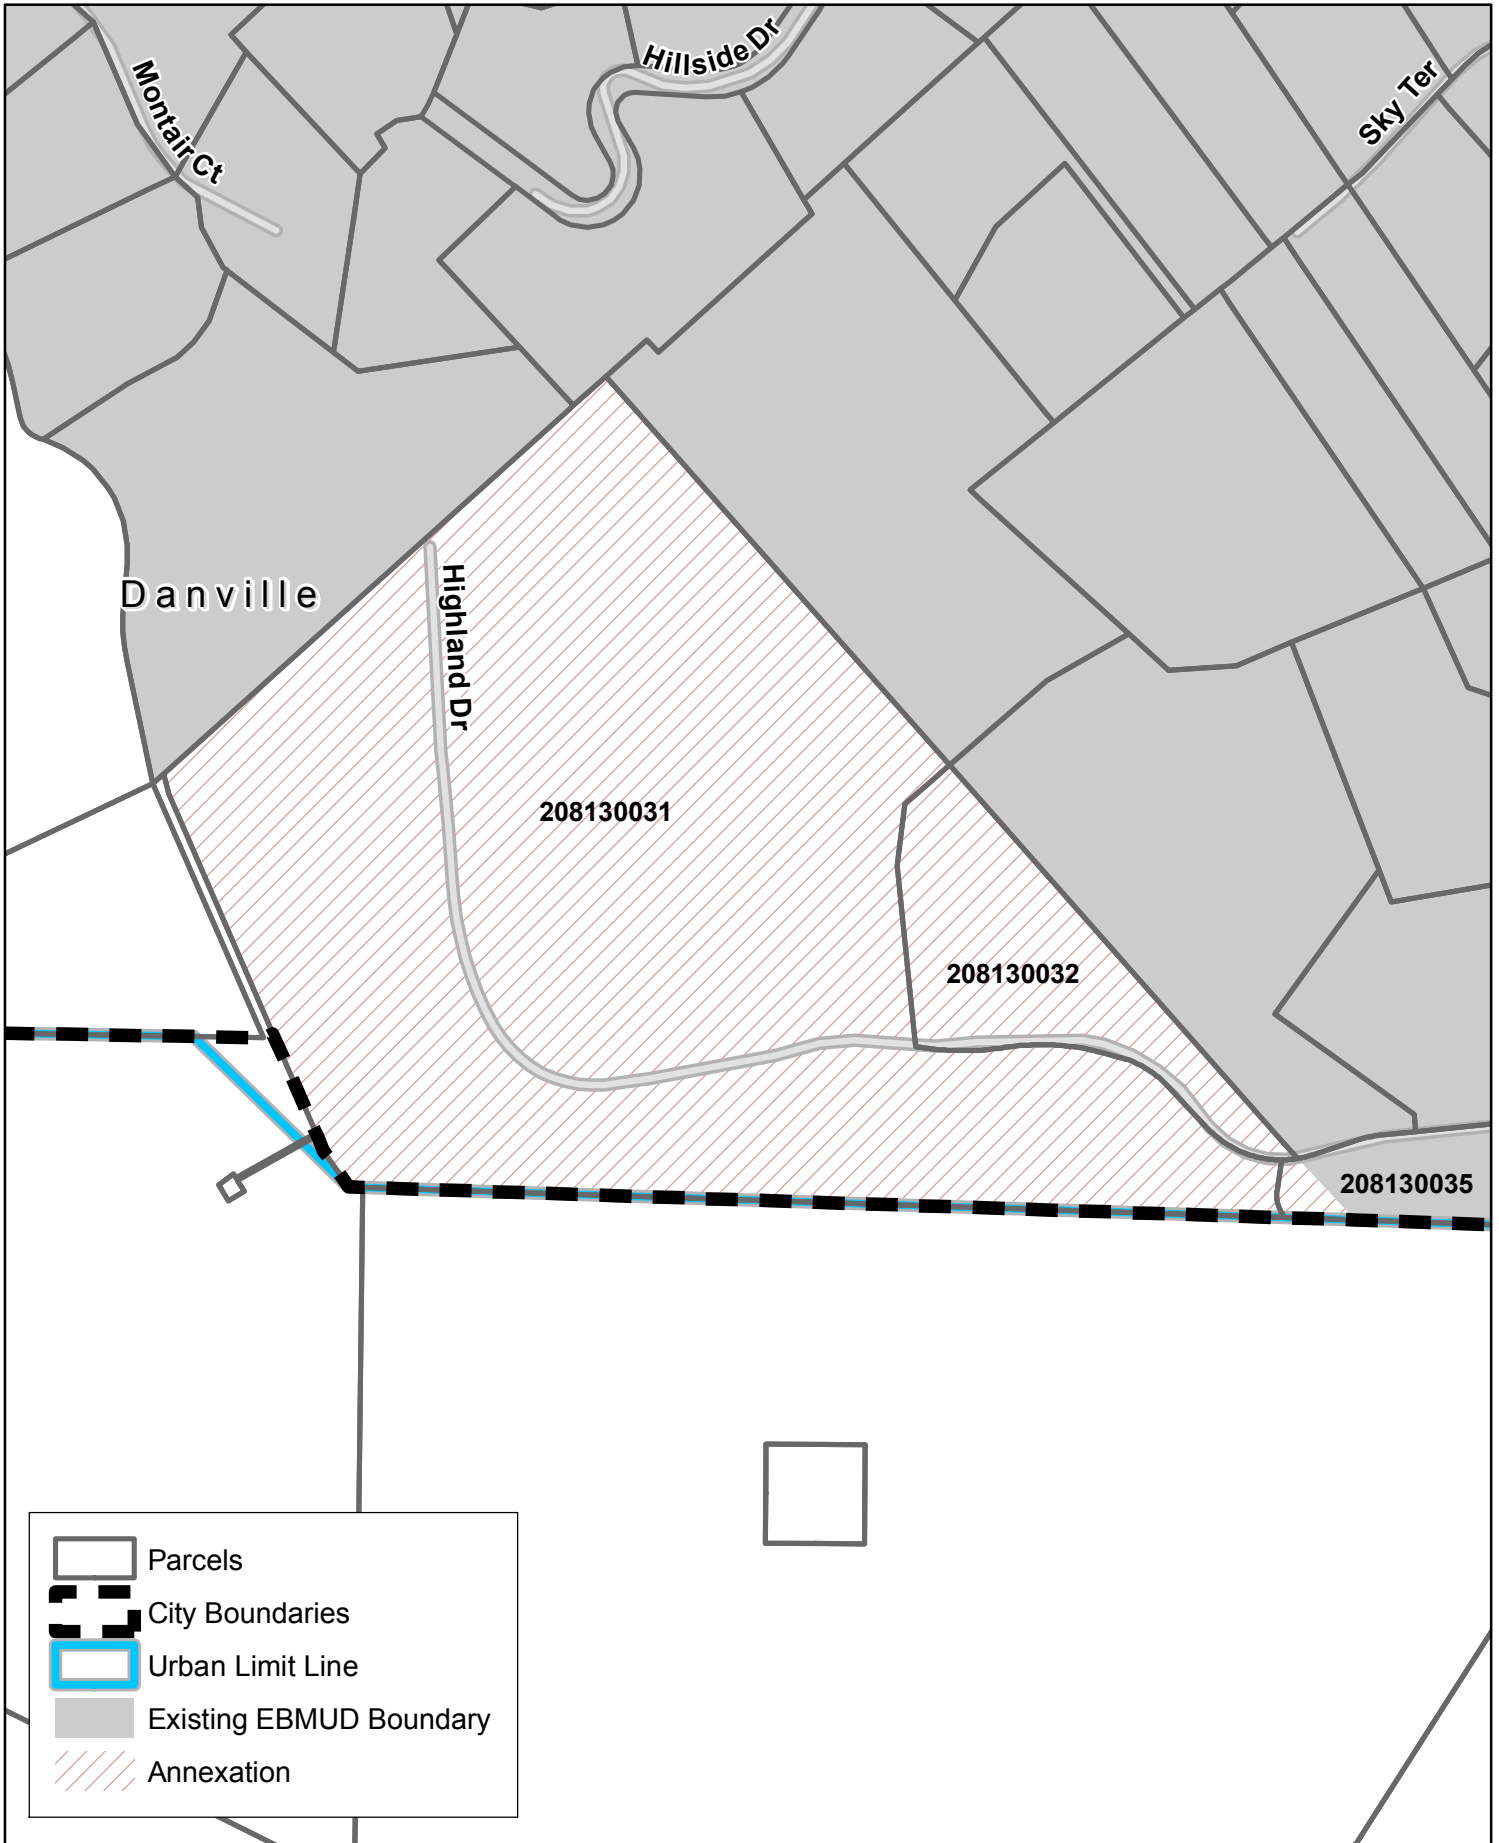 Hillside Dr
Montair Ct
Sky Ter
Danville
Highland Dr
208130031
208130032
208130035
Parcels
City Boundaries
Urban Limit Line
Existing EBMUD Boundary
Annexation